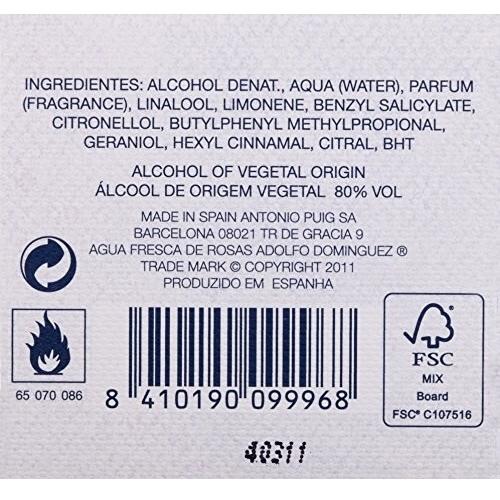 INGREDIENTES: ALCOHOL DENAT., AQUA (WATER), PARFUM
(FRAGRANCE), LINALOOL, LIMONENE, BENZYL SALICYLATE,
CITRONELLOL, BUTYLPHENYL METHYLPROPIONAL,
GERANIOL, HEXYL CINNAMAL, CITRAL, BHT
ALCOHOL OF VEGETAL ORIGIN
ÁLCOOL DE ORIGEM VEGETAL 80% VOL
MADE IN SPAIN ANTONIO PUIG SA
BARCELONA 08021 TR DE GRACIA 9
AGUA FRESCA DE ROSAS ADOLFO DOMINGUEZ ®
TRADE MARK © COPYRIGHT 2011
PRODUZIDO EM ESPANHA
65 070 086
8 410190 099968
FSC
MIX
Board
FSC® C107516
40311